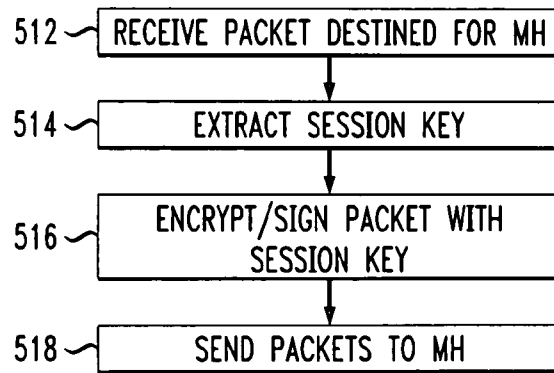 512 RECEIVE PACKET DESTINED FOR MH
514 EXTRACT SESSION KEY
516 ENCRYPT/SIGN PACKET WITH
SESSION KEY
518 SEND PACKETS TO MH